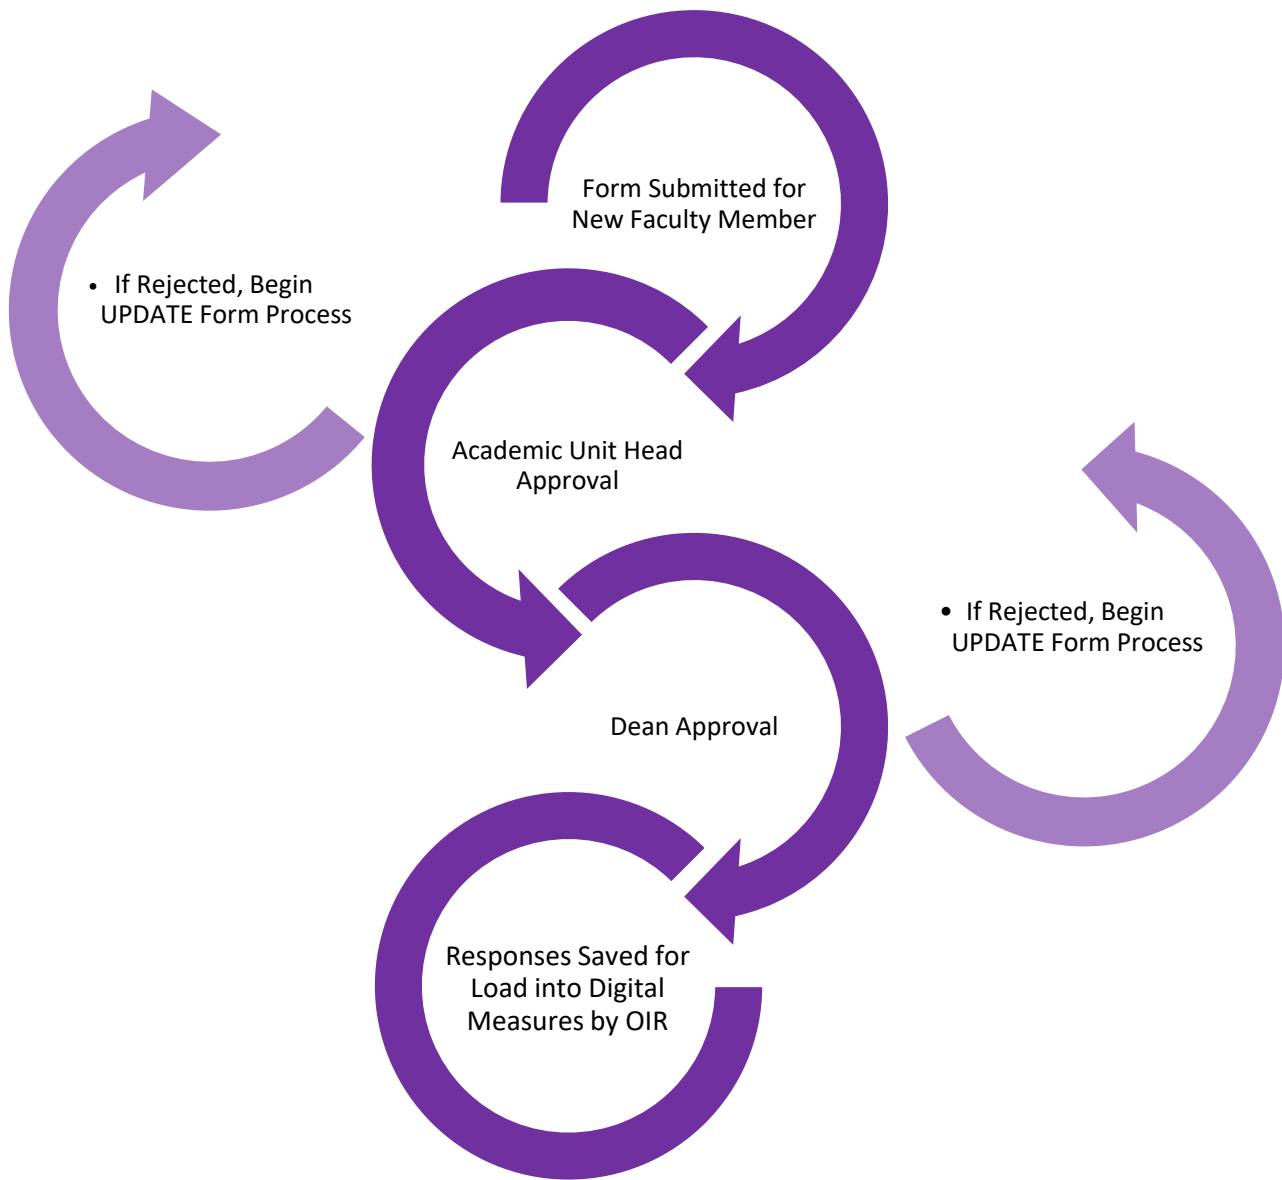 Form Submitted for
New Faculty Member
• If Rejected, Begin
UPDATE Form Process
Academic Unit Head
Approval
• If Rejected, Begin
UPDATE Form Process
Dean Approval
Responses Saved for
Load into Digital
Measures by OIR